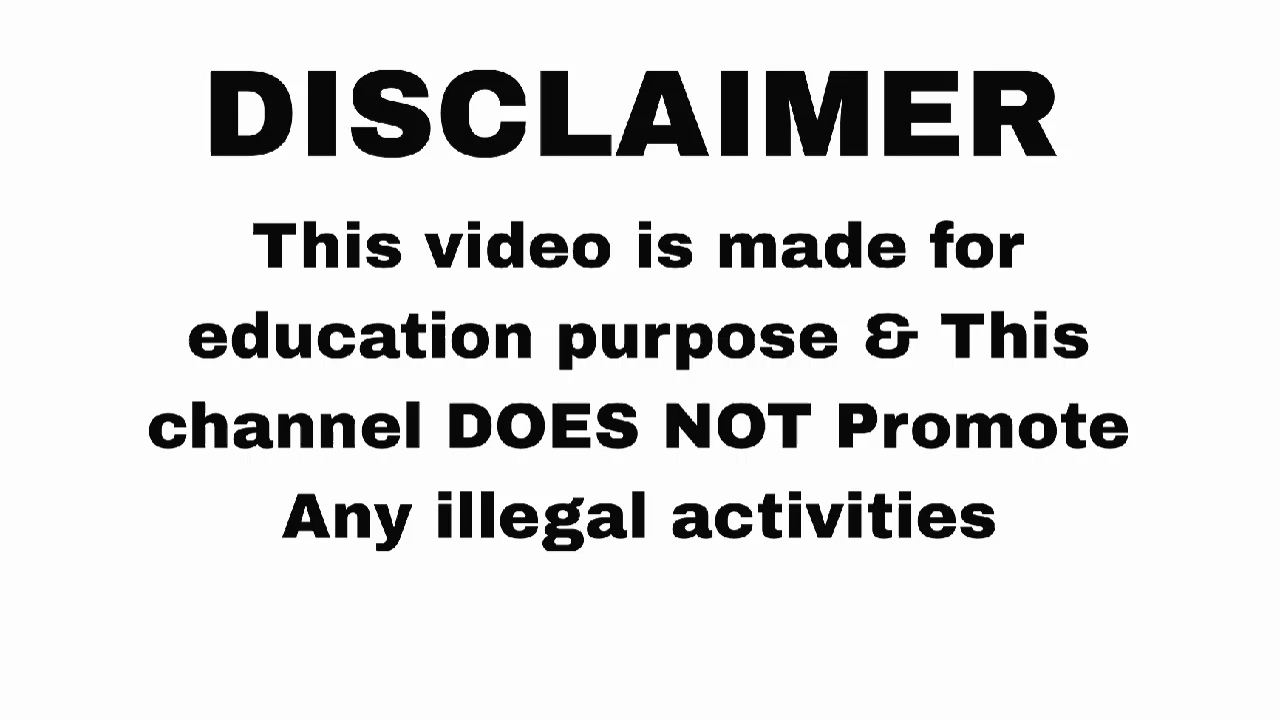 DISCLAIMER
This video is made for
education purpose & This
channel DOES NOT Promote
Any illegal activities